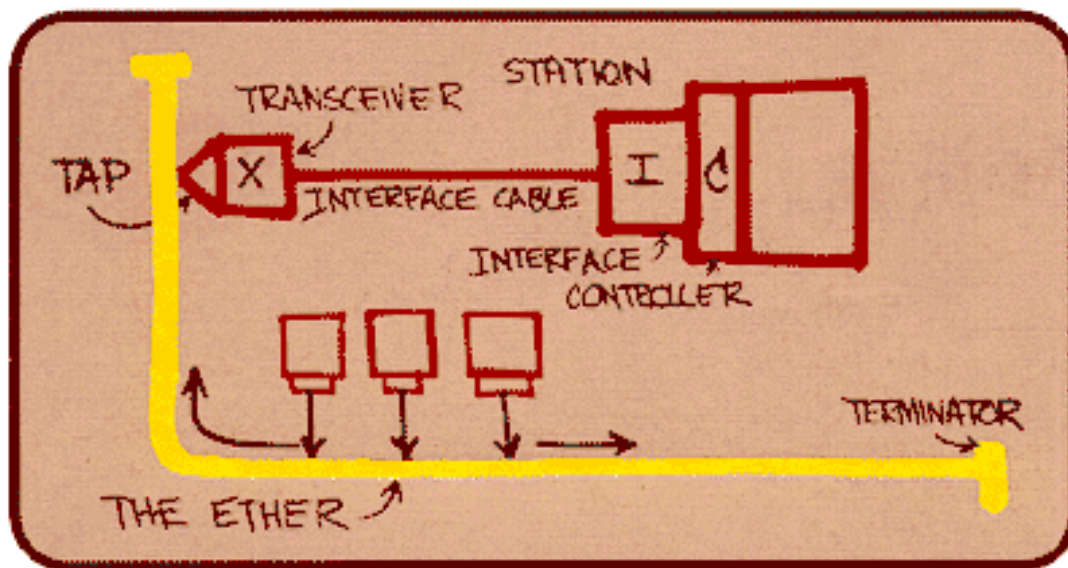 STATION
TRANSCEIVER
TAP
X
I
C
INTERFACE CABLE
INTERFACE
CONTROLLER
TERMINATOR
THE ETHER